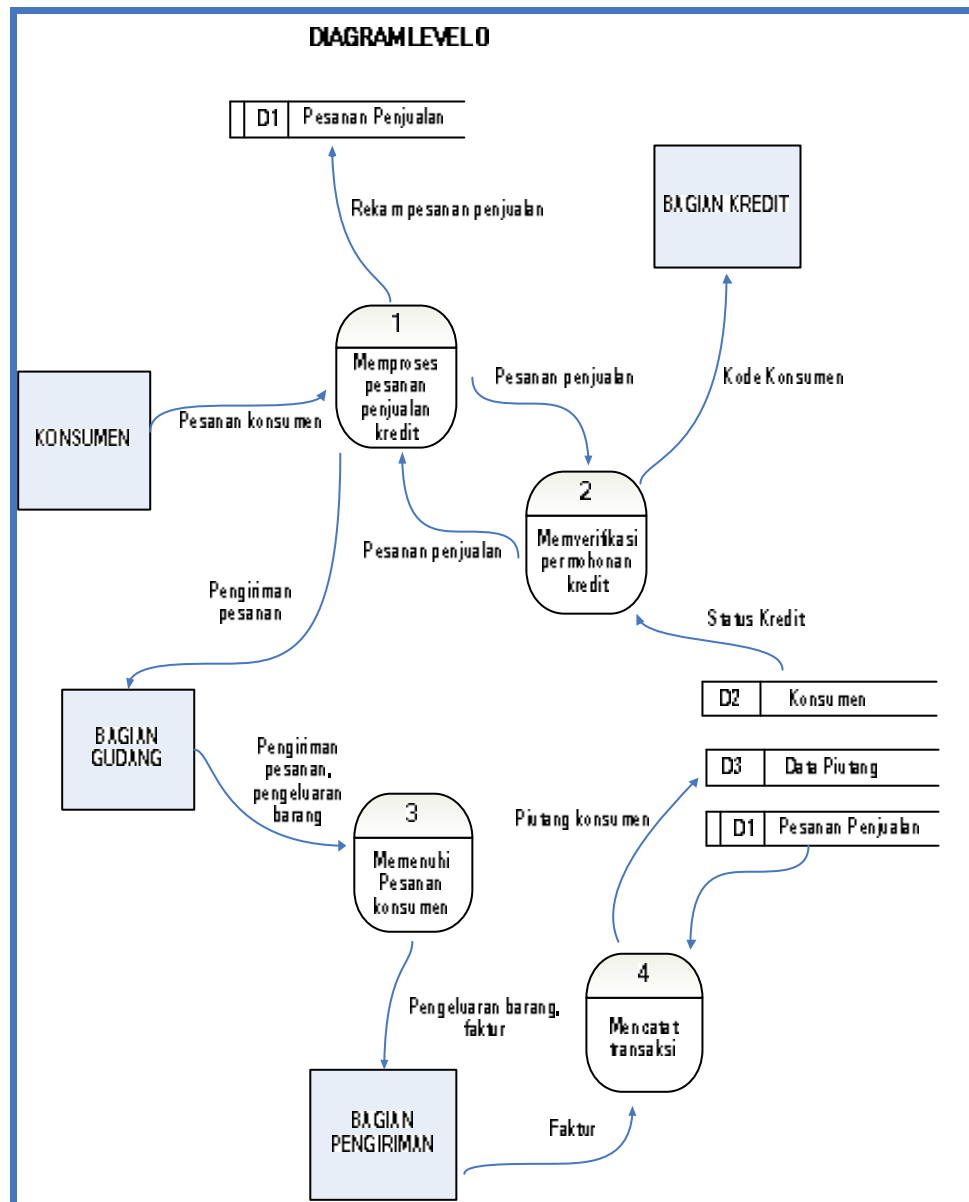 DIAGRAM LEVEL 0
D1 Pesanan Penjualan
BAGIAN KREDIT
Rekam pesanan penjualan
1
Memproses
pesanan
penjualan
kredit
Pesanan penjualan
Kode Konsumen
KONSUMEN
Pesanan konsumen
2
Memverifikasi
permohonan
kredit
Pesanan penjualan
Pengiriman
pesanan
Status Kredit
D2 Konsumen
BAGIAN
GUDANG
Pengiriman
pesanan,
pengeluaran
barang
D3 Data Piutang
D1 Pesanan Penjualan
Piutang konsumen
3
Memenuhi
Pesanan
konsumen
4
Mencatat
transaksi
Pengeluaran barang,
faktur
BAGIAN
PENGIRIMAN
Faktur